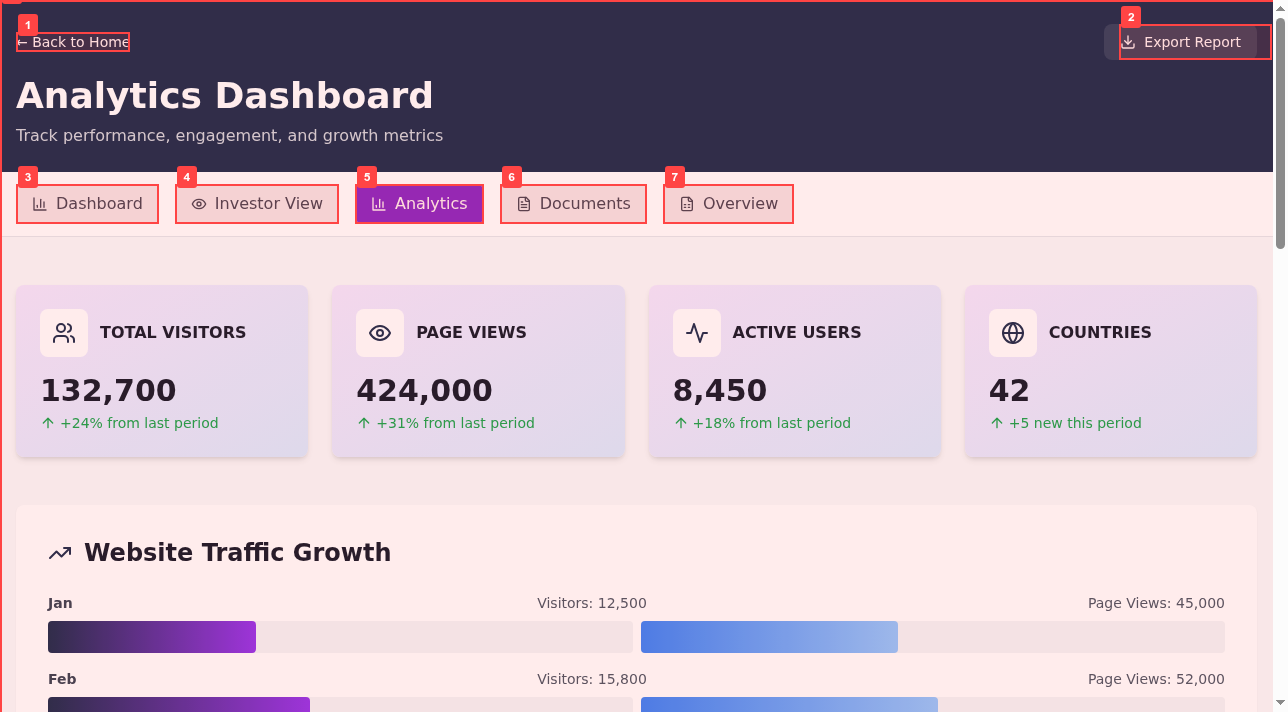 1
2
← Back to Home
Export Report
Analytics Dashboard
Track performance, engagement, and growth metrics
3
4
5
6
7
Dashboard
Investor View
Analytics
Documents
Overview
TOTAL VISITORS
132,700
↑ +24% from last period
PAGE VIEWS
424,000
↑ +31% from last period
ACTIVE USERS
8,450
↑ +18% from last period
COUNTRIES
42
↑ +5 new this period
Website Traffic Growth
Jan
Visitors: 12,500
Page Views: 45,000
Feb
Visitors: 15,800
Page Views: 52,000